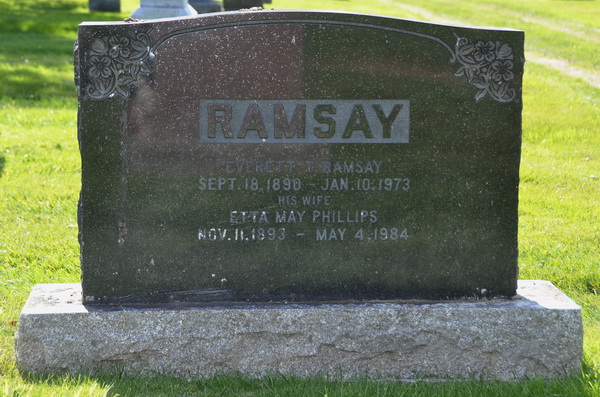 RAMSAY
EVERETT T. RAMSAY
SEPT. 18, 1890 - JAN. 10, 1973
HIS WIFE
ETTA MAY PHILLIPS
NOV. 11, 1893 - MAY 4, 1984